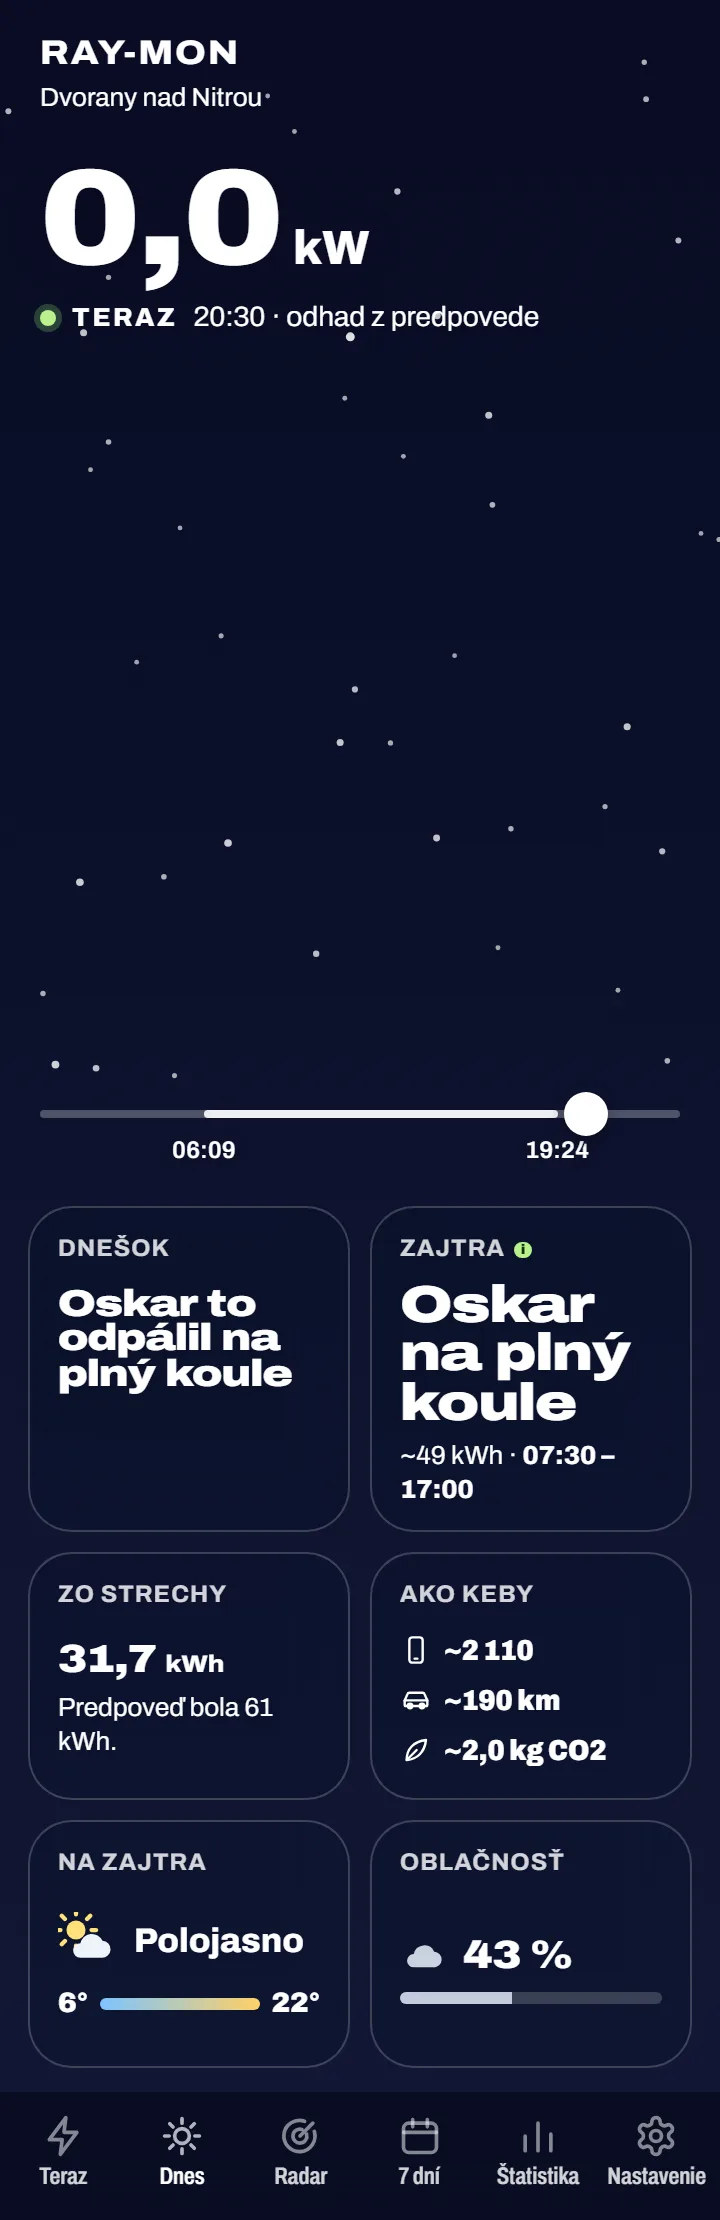 RAY-MON
Dvorany nad Nitrou
0,0 kW
TERAZ 20:30 · odhad z predpovede
06:09 19:24
DNEŠOK
Oskar to
odpálil na
plný koule
ZAJTRA i
Oskar
na plný
koule
~49 kWh · 07:30 –
17:00
ZO STRECHY
31,7 kWh
Predpoveď bola 61
kWh.
AKO KEBY
~2 110
~190 km
~2,0 kg CO2
NA ZAJTRA
Polojasno
6° 22°
OBLAČNOSŤ
43 %
Teraz Dnes Radar 7 dní Štatistika Nastavenie